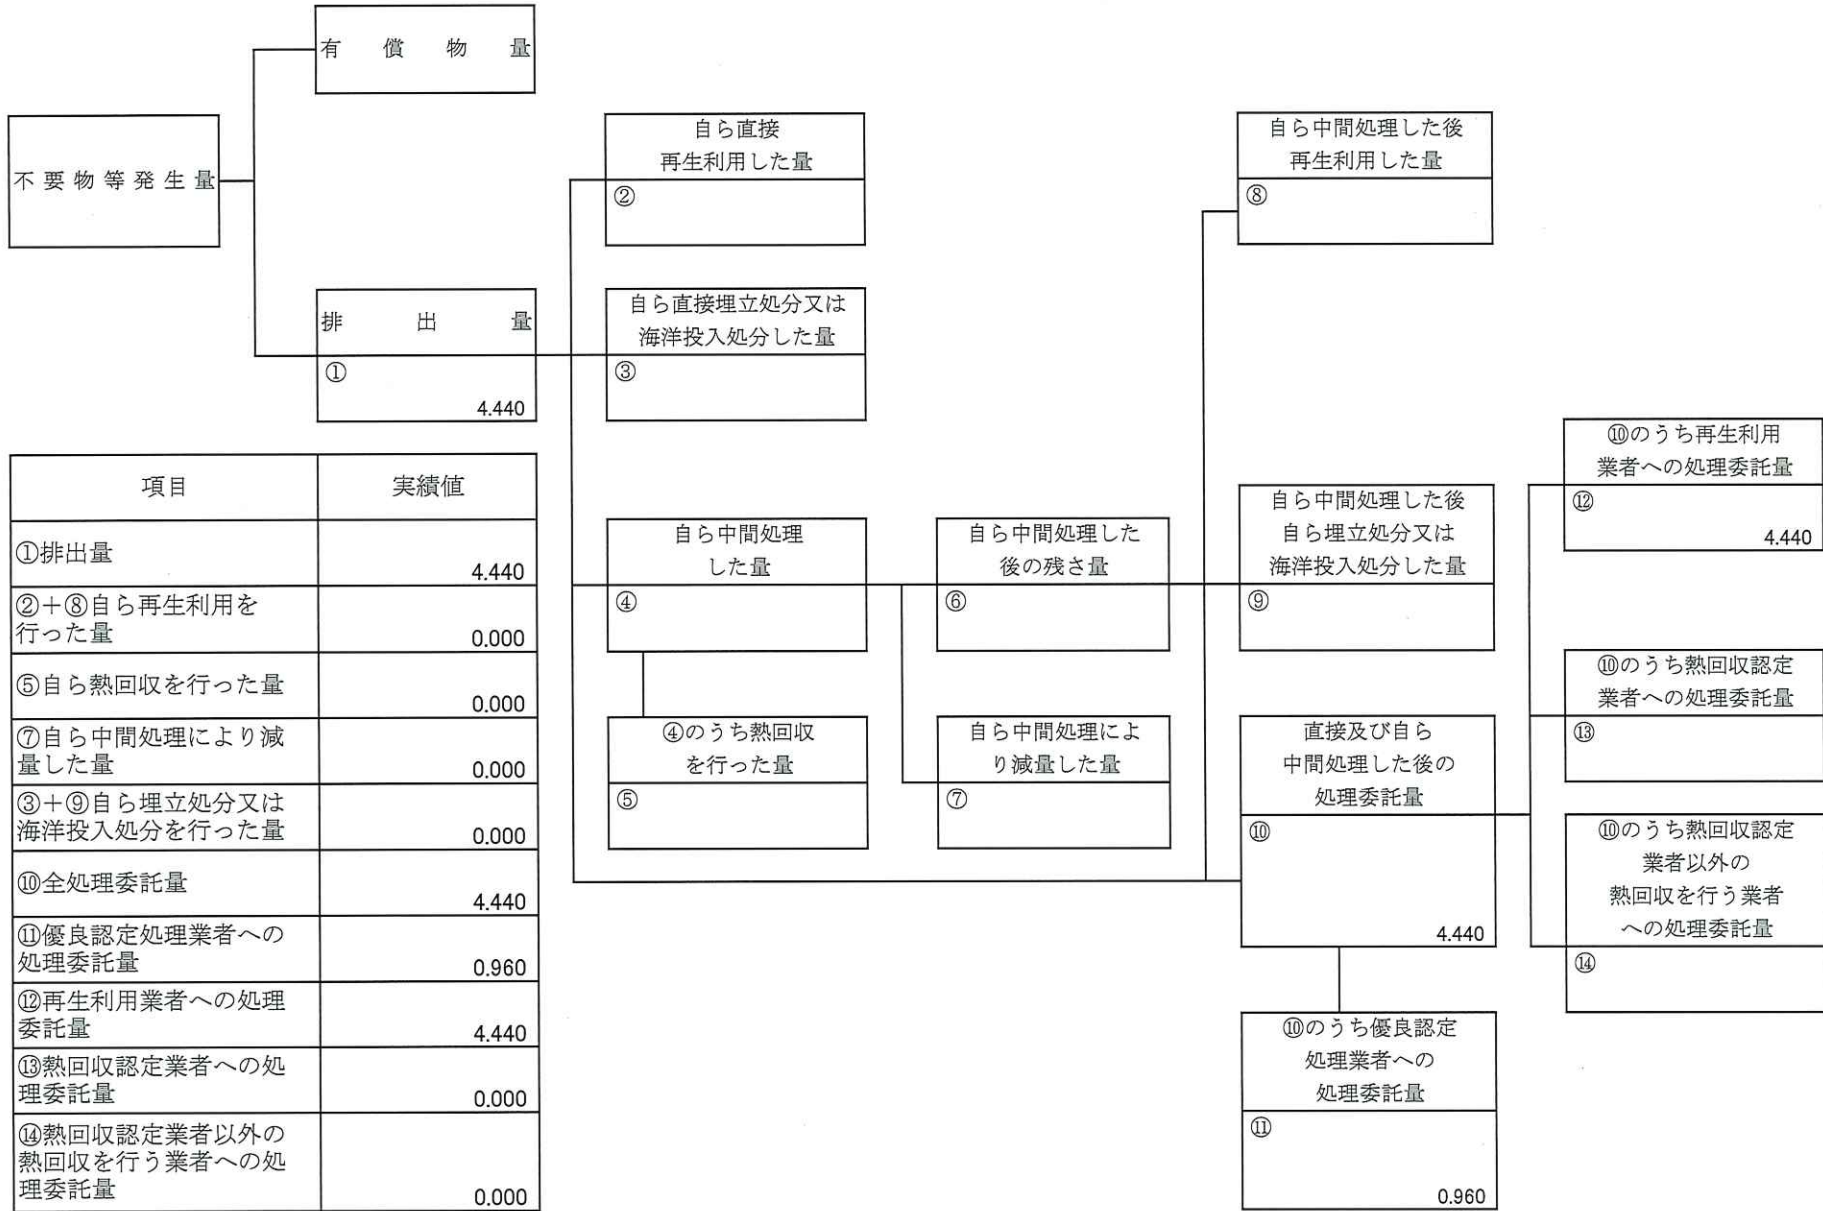 有償物量
不要物等発生量
排出量
①
4.440
自ら直接
再生利用した量
②
自ら直接埋立処分又は
海洋投入処分した量
③
自ら中間処理
した量
④
④のうち熱回収
を行った量
⑤
自ら中間処理した
後の残さ量
⑥
自ら中間処理によ
り減量した量
⑦
自ら中間処理した後
再生利用した量
⑧
自ら中間処理した後
自ら埋立処分又は
海洋投入処分した量
⑨
直接及び自ら
中間処理した後の
処理委託量
⑩
4.440
⑩のうち優良認定
処理業者への
処理委託量
⑪
0.960
⑩のうち再生利用
業者への処理委託量
⑫
4.440
⑩のうち熱回収認定
業者への処理委託量
⑬
⑩のうち熱回収認定
業者以外の
熱回収を行う業者
への処理委託量
⑭
項目 実績値
①排出量
4.440
②+⑧自ら再生利用を
行った量
0.000
⑤自ら熱回収を行った量
0.000
⑦自ら中間処理により減
量した量
0.000
③+⑨自ら埋立処分又は
海洋投入処分を行った量
0.000
⑩全処理委託量
4.440
⑪優良認定処理業者への
処理委託量
0.960
⑫再生利用業者への処理
委託量
4.440
⑬熱回収認定業者への処
理委託量
0.000
⑭熱回収認定業者以外の
熱回収を行う業者への処
理委託量
0.000